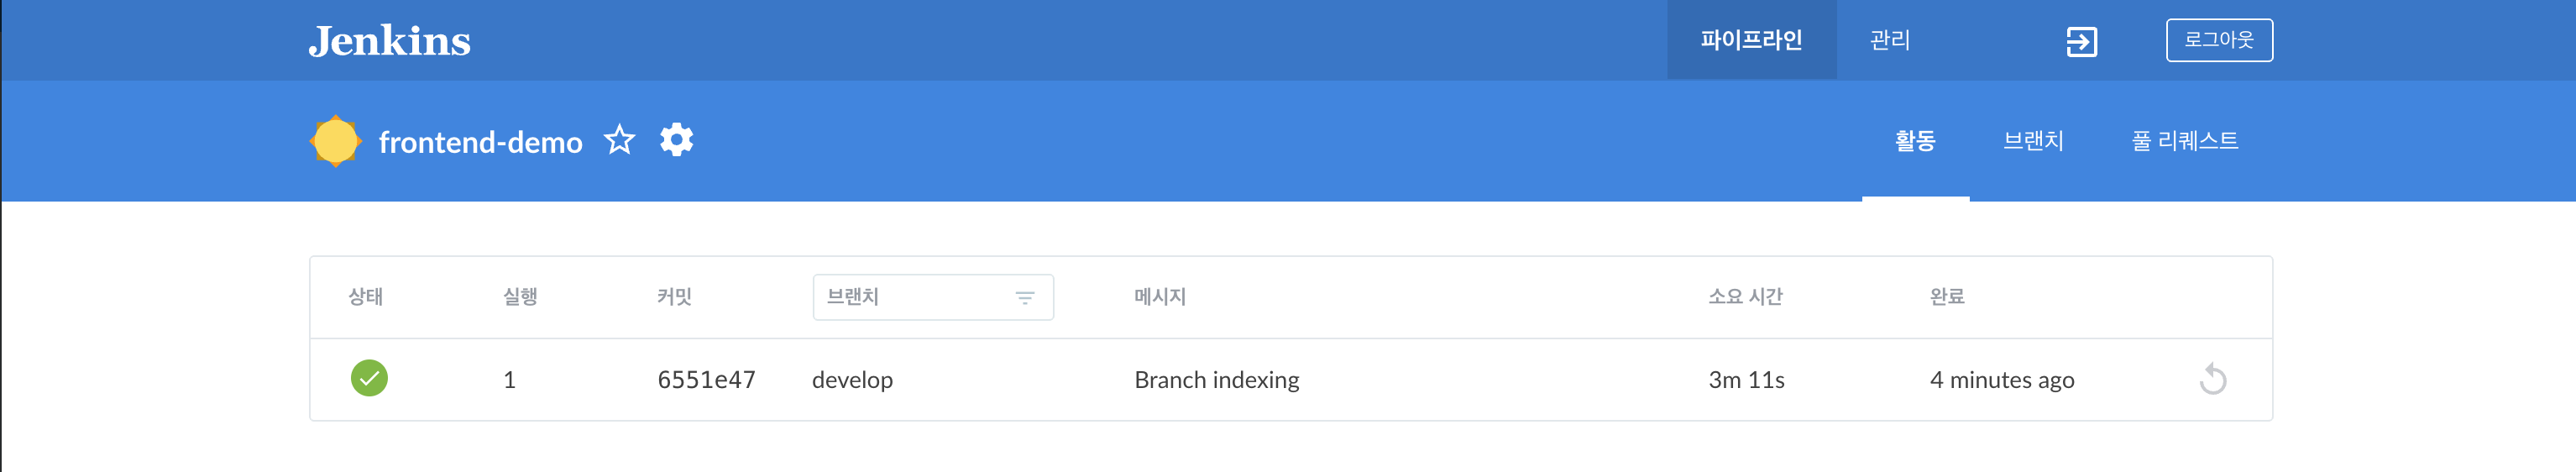 Jenkins 파이프라인 관리 로그아웃
frontend-demo 활동 브랜치 풀 리퀘스트
상태 실행 커밋 브랜치 메시지 소요 시간 완료
1 6551e47 develop Branch indexing 3m 11s 4 minutes ago